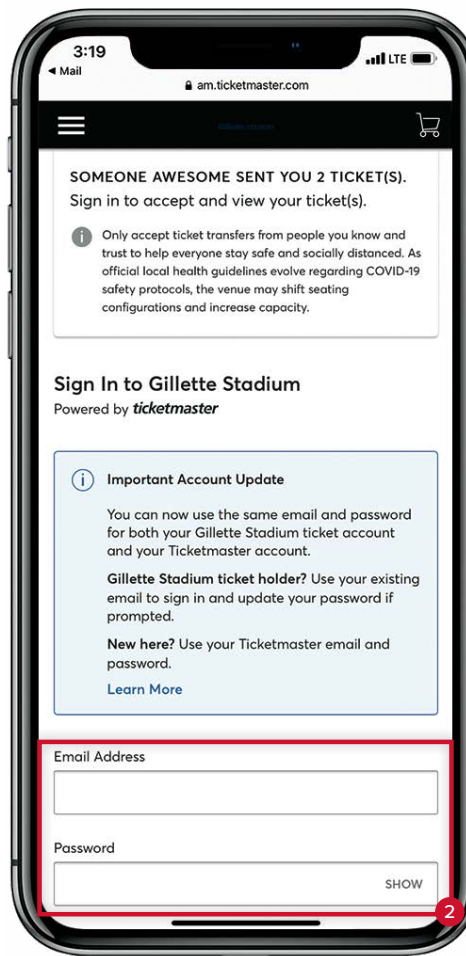 3:19
LTE
Mail
am.ticketmaster.com
SOMEONE AWESOME SENT YOU 2 TICKET(S).
Sign in to accept and view your ticket(s).
Only accept ticket transfers from people you know and
trust to help everyone stay safe and socially distanced. As
official local health guidelines evolve regarding COVID-19
safety protocols, the venue may shift seating
configurations and increase capacity.
Sign In to Gillette Stadium
Powered by ticketmaster
Important Account Update
You can now use the same email and password
for both your Gillette Stadium ticket account
and your Ticketmaster account.
Gillette Stadium ticket holder? Use your existing
email to sign in and update your password if
prompted.
New here? Use your Ticketmaster email and
password.
Learn More
Email Address
Password
SHOW
2